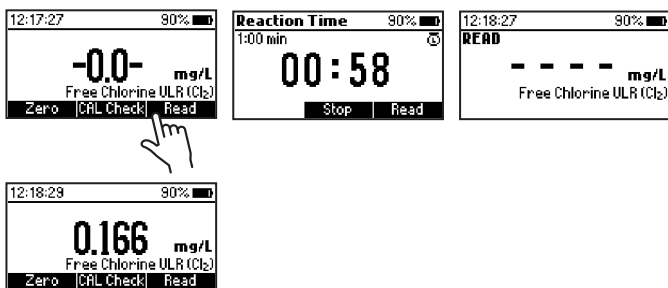 12:17:27 90%
-0.0- mg/L
Free Chlorine ULR (Cl₂)
Zero CAL Check Read
Reaction Time 90%
1:00 min
00:58
Stop Read
12:18:27 90%
READ
- - - - mg/L
Free Chlorine ULR (Cl₂)
12:18:29 90%
0.166 mg/L
Free Chlorine ULR (Cl₂)
Zero CAL Check Read